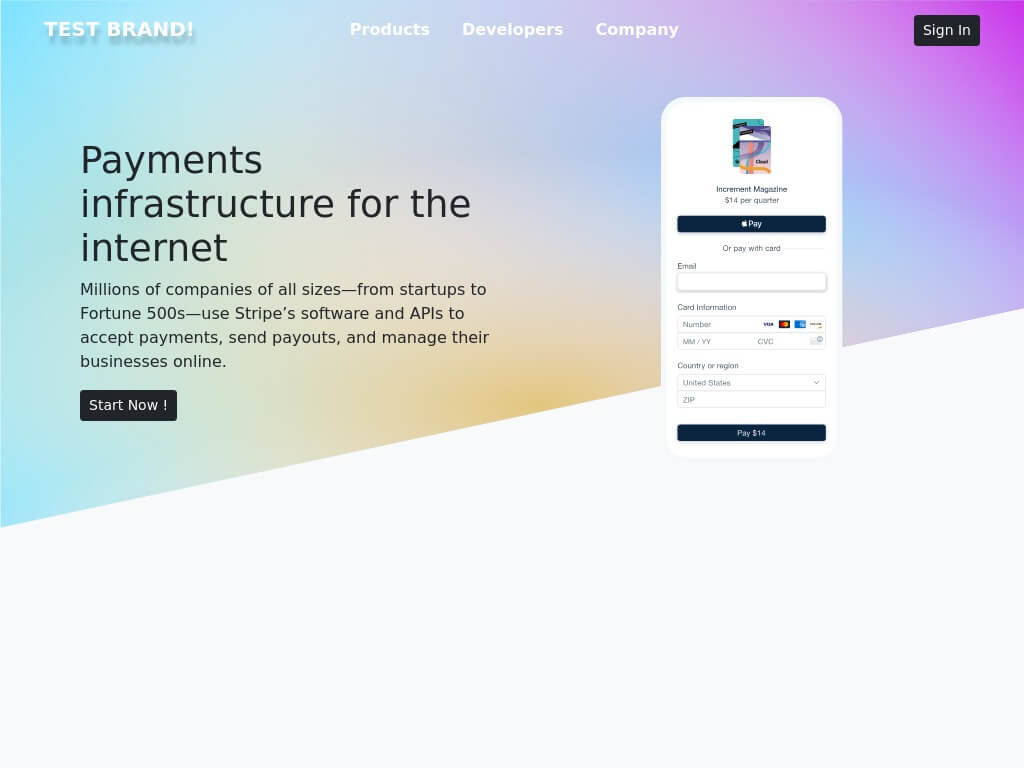 TEST BRAND!
Products
Developers
Company
Sign In
Payments
infrastructure for the
internet
Millions of companies of all sizes—from startups to
Fortune 500s—use Stripe’s software and APIs to
accept payments, send payouts, and manage their
businesses online.
Start Now !
Cloud
Increment Magazine
$14 per quarter
Pay
Or pay with card
Email
Card Information
Number
VISA
MM / YY
CVC
Country or region
United States
ZIP
Pay $14